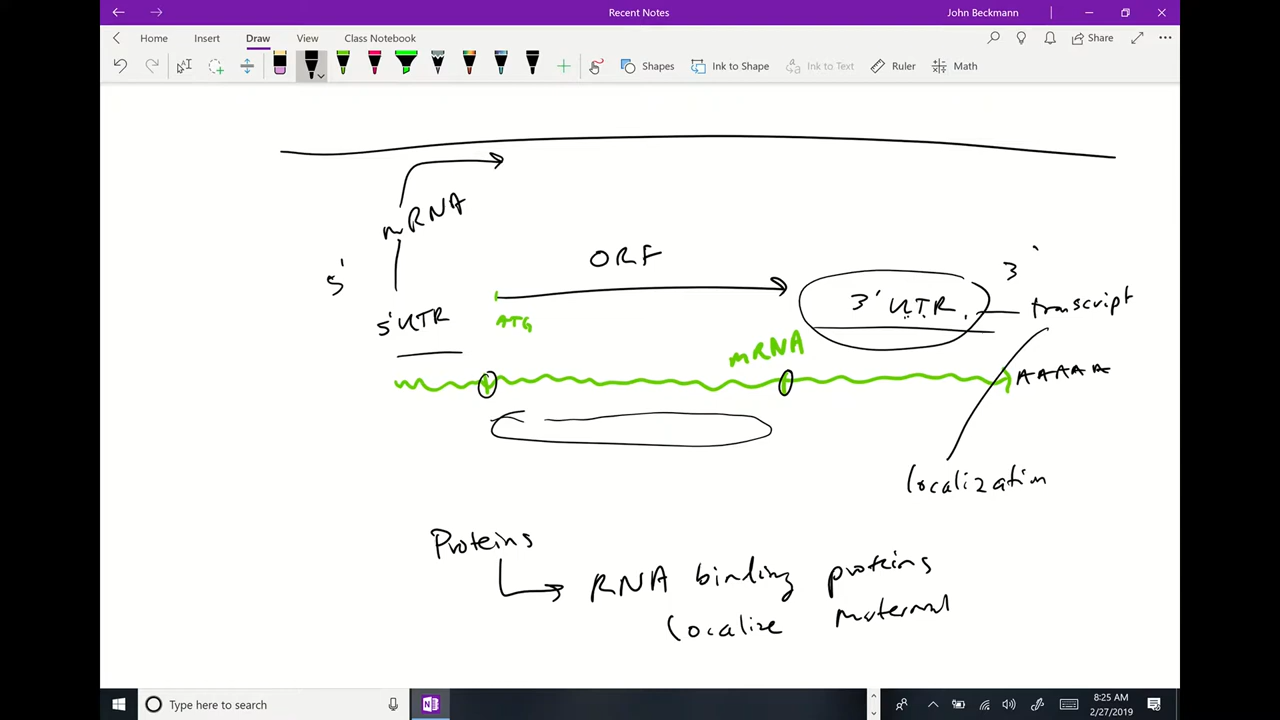 Recent Notes
John Beckmann
Home Insert Draw View Class Notebook
Share
Shapes Ink to Shape Ink to Text Ruler Math
mRNA
5' ORF 3'
3' UTR transcript
5' UTR ATG
mRNA
AAAAA
localization
Proteins
RNA binding proteins
localize maternal
Type here to search
8:25 AM
2/27/2019